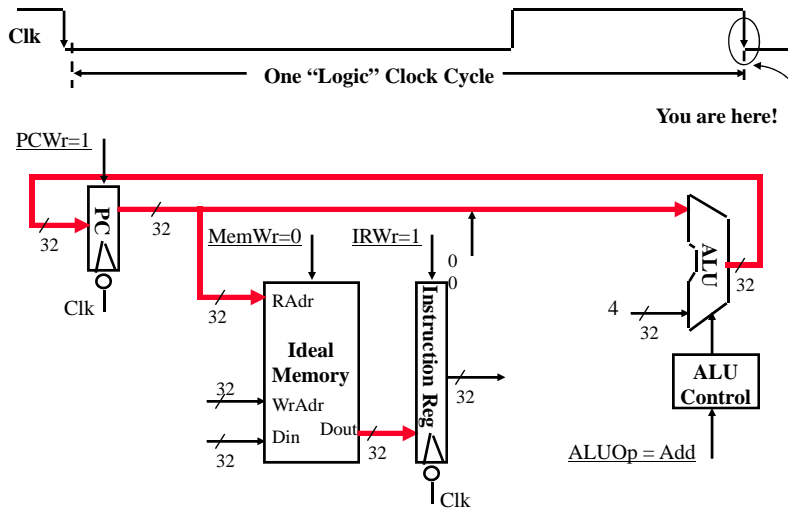 Clk
One “Logic” Clock Cycle
You are here!
PCWr=1
PC
32
32
MemWr=0
IRWr=1
0
0
ALU
32
Clk
32
RAdr
Ideal
Memory
WrAdr
Din
Dout
32
32
32
Instruction Reg
32
4
32
ALU
Control
ALUOp = Add
Clk